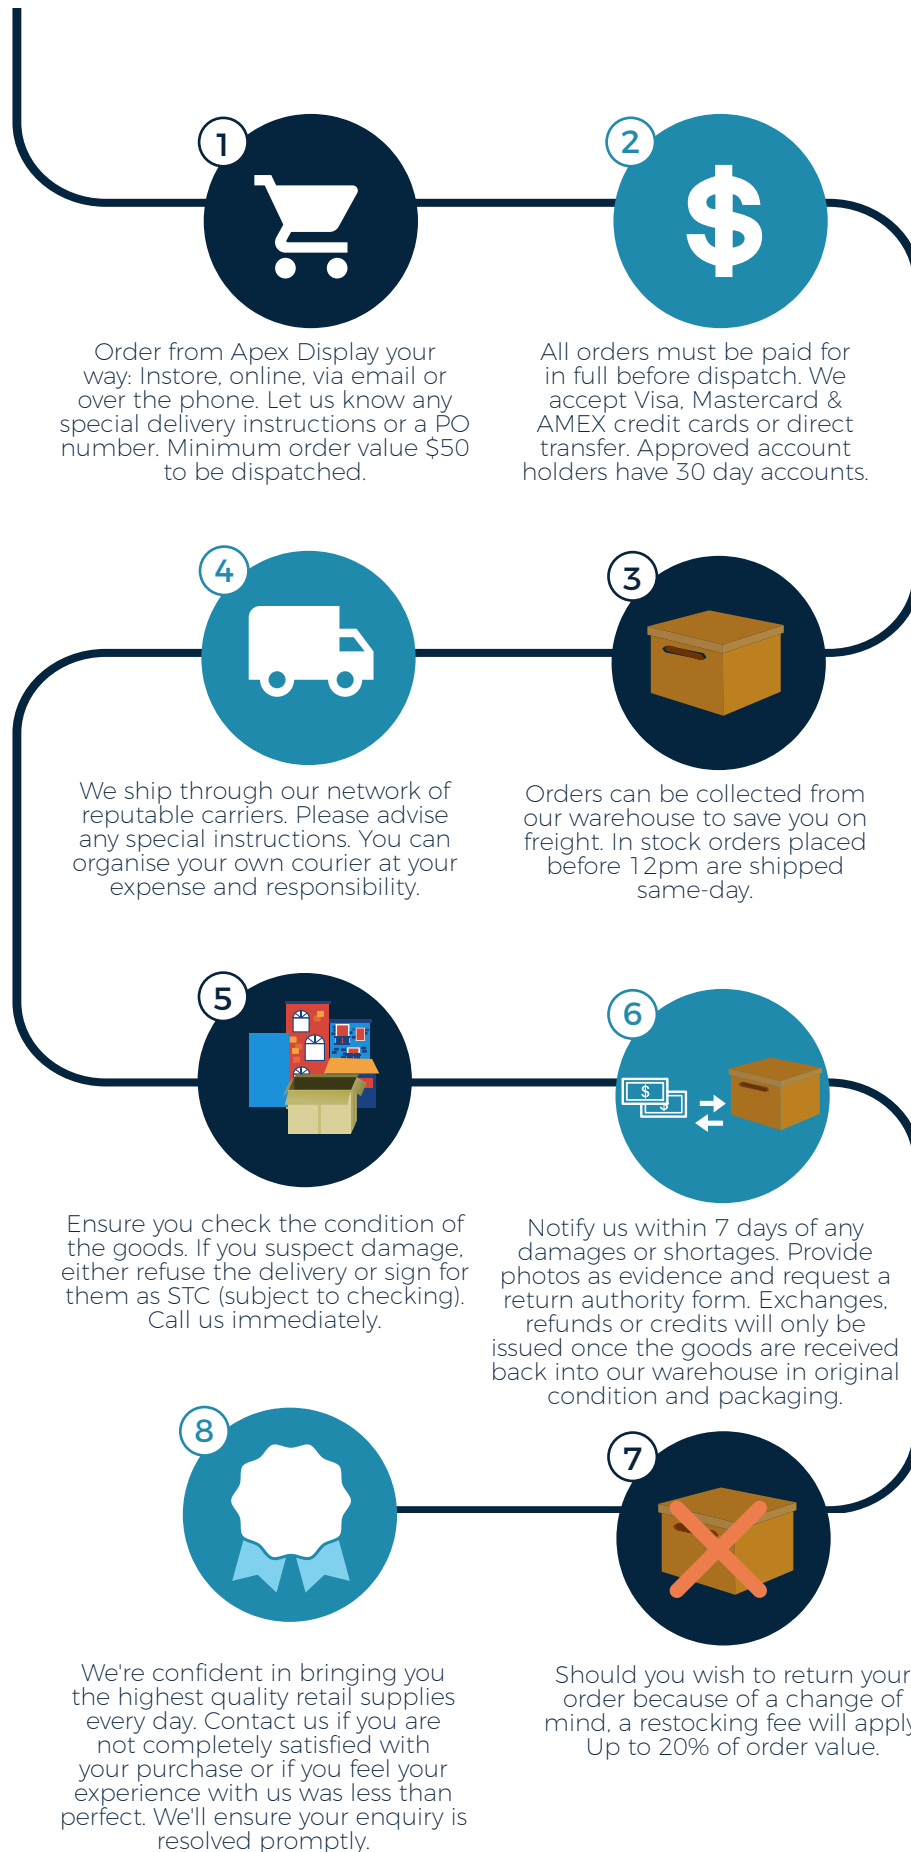 1
Order from Apex Display your
way: Instore, online, via email or
over the phone. Let us know any
special delivery instructions or a PO
number. Minimum order value $50
to be dispatched.
2
$
All orders must be paid for
in full before dispatch. We
accept Visa, Mastercard &
AMEX credit cards or direct
transfer. Approved account
holders have 30 day accounts.
3
Orders can be collected from
our warehouse to save you on
freight. In stock orders placed
before 12pm are shipped
same-day.
4
We ship through our network of
reputable carriers. Please advise
any special instructions. You can
organise your own courier at your
expense and responsibility.
5
Ensure you check the condition of
the goods. If you suspect damage,
either refuse the delivery or sign for
them as STC (subject to checking).
Call us immediately.
6
$
$
Notify us within 7 days of any
damages or shortages. Provide
photos as evidence and request a
return authority form. Exchanges,
refunds or credits will only be
issued once the goods are received
back into our warehouse in original
condition and packaging.
7
Should you wish to return your
order because of a change of
mind, a restocking fee will apply
Up to 20% of order value.
8
We're confident in bringing you
the highest quality retail supplies
every day. Contact us if you are
not completely satisfied with
your purchase or if you feel your
experience with us was less than
perfect. We'll ensure your enquiry is
resolved promptly.